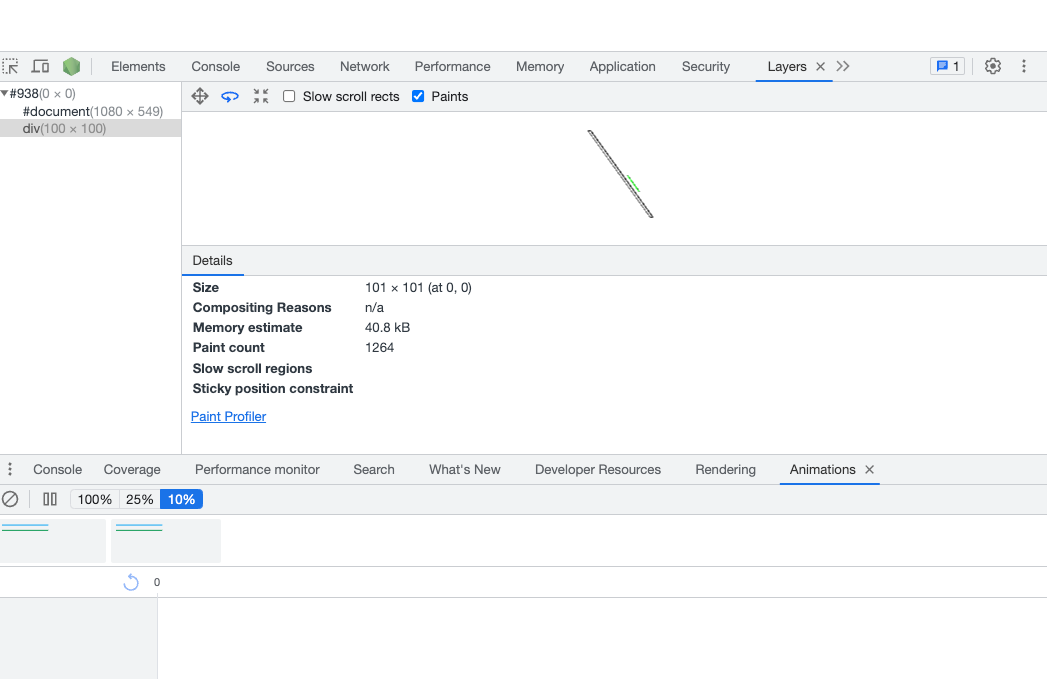 Elements Console Sources Network Performance Memory Application Security Layers 1
#938(0 × 0)
#document(1080 × 549)
div(100 × 100)
Slow scroll rects Paints
Details
Size 101 × 101 (at 0, 0)
Compositing Reasons n/a
Memory estimate 40.8 kB
Paint count 1264
Slow scroll regions
Sticky position constraint
Paint Profiler
Console Coverage Performance monitor Search What's New Developer Resources Rendering Animations
100% 25% 10%
0